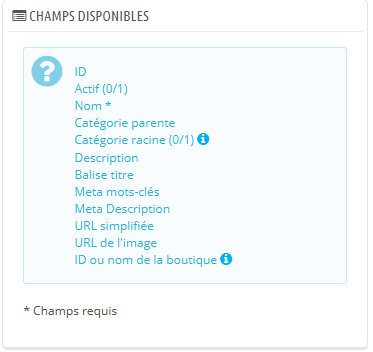 CHAMPS DISPONIBLES
ID
Actif (0/1)
Nom *
Catégorie parente
Catégorie racine (0/1)
Description
Balise titre
Meta mots-clés
Meta Description
URL simplifiée
URL de l'image
ID ou nom de la boutique
* Champs requis